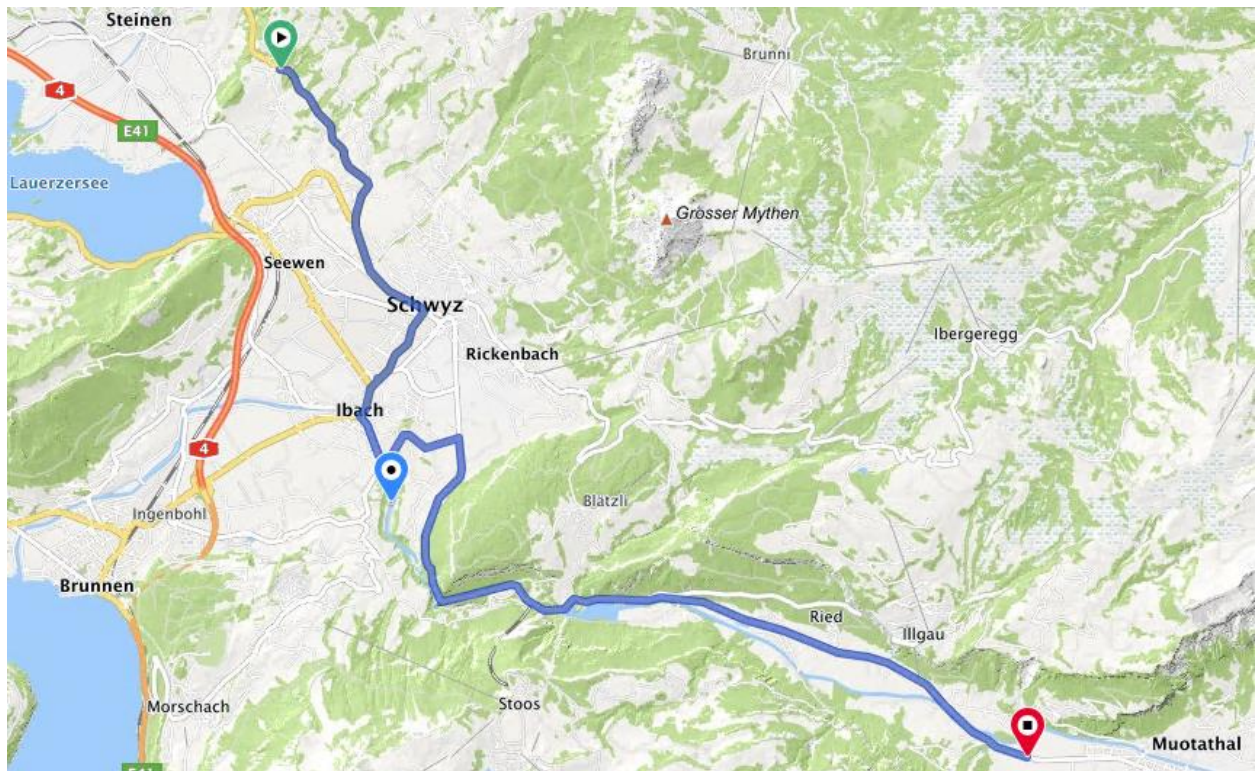 Steinen
Brunni
4
E41
Lauerzersee
Grosser Mythen
Seewen
Schwyz
Ibergeregg
Rickenbach
Ibach
4
Blätzli
Ingenbohl
Brunnen
Ried
Illgau
Stoos
Morschach
Muotathal
E41